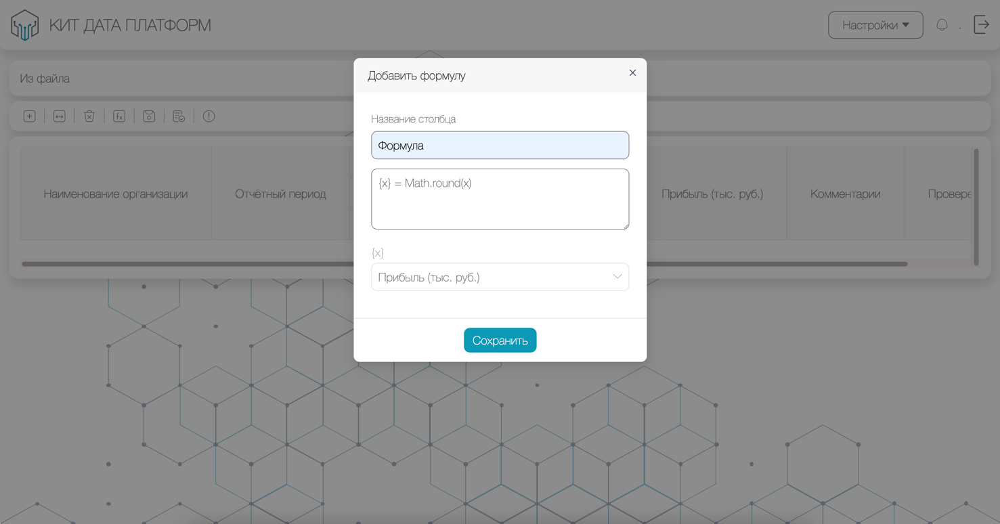 КИТ ДАТА ПЛАТФОРМ
Настройки
Из файла
Добавить формулу
Название столбца
Формула
{x} = Math.round(x)
{x}
Прибыль (тыс. руб.)
Сохранить
Наименование организации
Отчётный период
Прибыль (тыс. руб.)
Комментарии
Провере